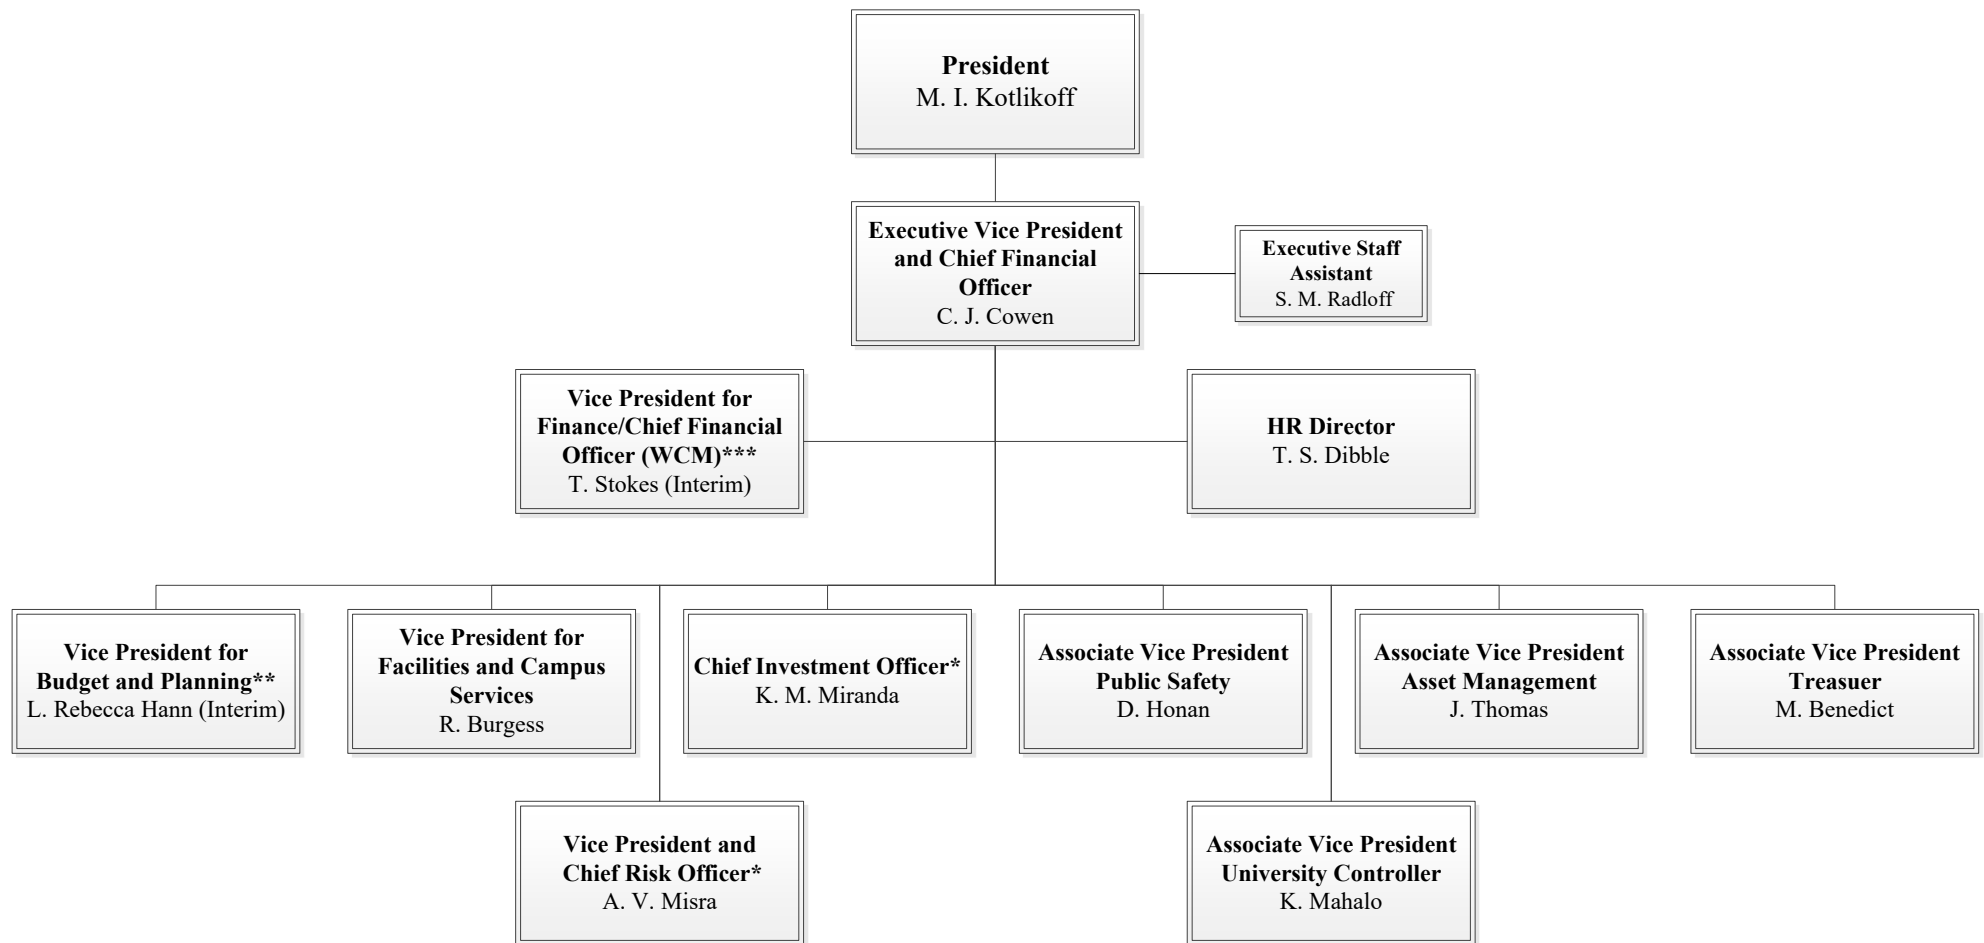 President
M. I. Kotlikoff
Executive Vice President
and Chief Financial
Officer
C. J. Cowen
Executive Staff
Assistant
S. M. Radloff
Vice President for
Finance/Chief Financial
Officer (WCM)***
T. Stokes (Interim)
HR Director
T. S. Dibble
Vice President for
Budget and Planning**
L. Rebecca Hann (Interim)
Vice President for
Facilities and Campus
Services
R. Burgess
Chief Investment Officer*
K. M. Miranda
Associate Vice President
Public Safety
D. Honan
Associate Vice President
Asset Management
J. Thomas
Associate Vice President
Treasuer
M. Benedict
Vice President and
Chief Risk Officer*
A. V. Misra
Associate Vice President
University Controller
K. Mahalo